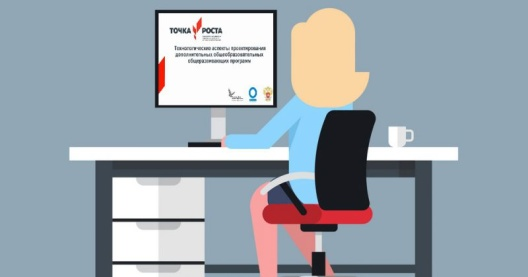 ТОЧКА РОСТА
Технологические аспекты проектирования
дополнительных общеобразовательных
общеразвивающих программ